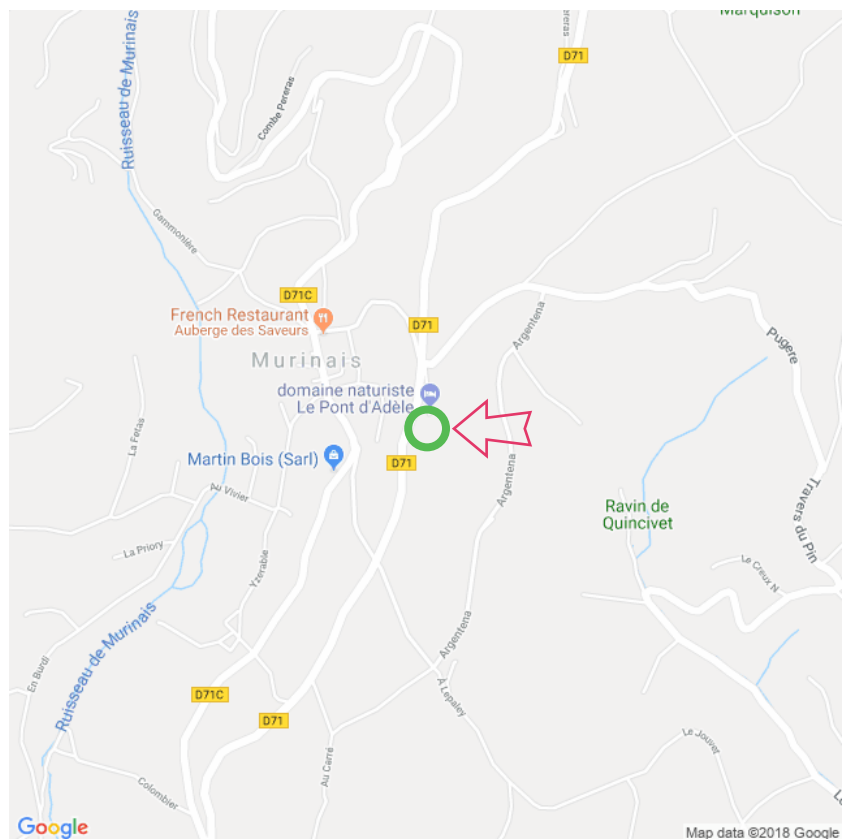 Marquison
reras
D71
Ruisseau de Murinais
Combe Pereras
Gammonière
D71C
French Restaurant
Auberge des Saveurs
D71
Argentena
Pugere
Murinais
domaine naturiste
Le Pont d'Adèle
La Fetas
Martin Bois (Sarl)
D71
Argentena
Au Vivier
Ravin de
Quincivet
Travers du Pin
La Priory
Yzerable
Le Creux N
Ruisseau de Murinais
Argentena
En Burdi
D71C
À Lepaley
D71
Le Jouvet
Au Carré
Colombier
Google
Map data ©2018 Google